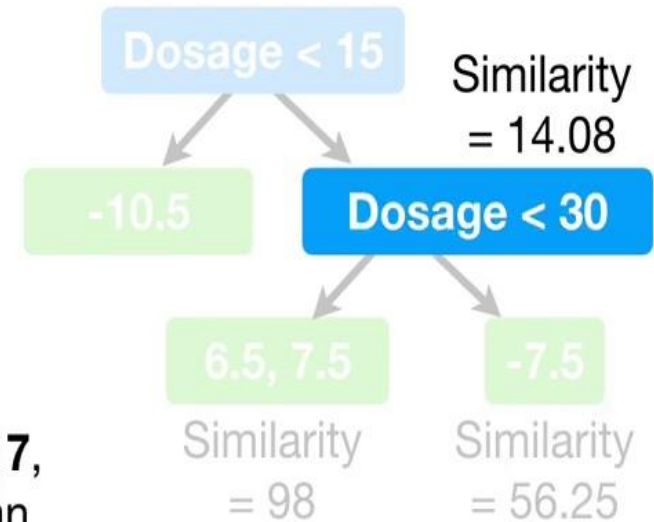 Dosage < 15
Similarity
= 14.08
-10.5
Dosage < 30
6.5, 7.5
-7.5
Similarity
= 98
Similarity
= 56.25
7,